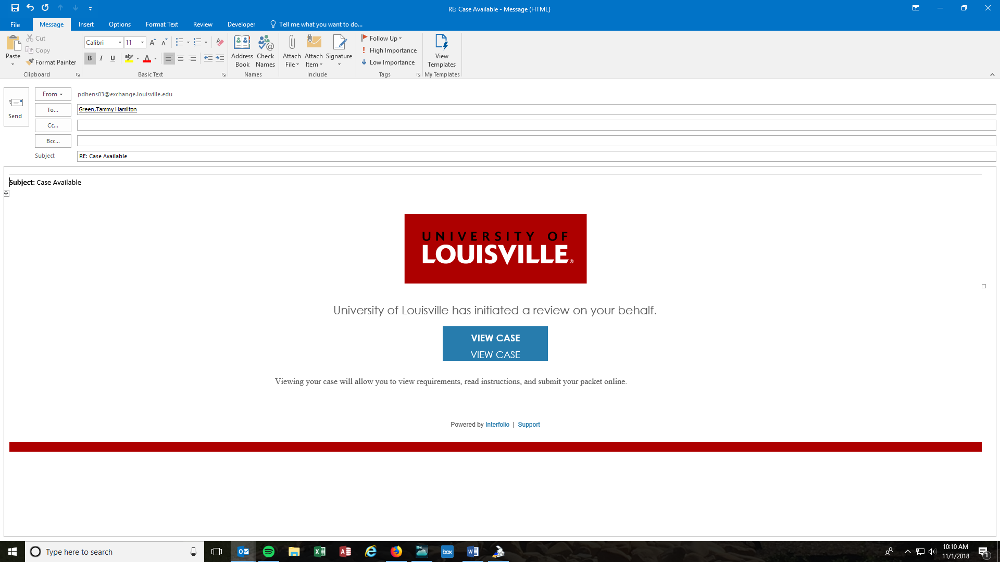 RE: Case Available - Message (HTML)
File Message Insert Options Format Text Review Developer Tell me what you want to do...
Paste Cut Copy Format Painter
Clipboard
Calibri 11
B I U ab A
Basic Text
Address Book Check Names
Names
Attach File Attach Item Signature
Include
Follow Up
! High Importance
Low Importance
Tags
View Templates
My Templates
Send
From pdhens03@exchange.louisville.edu
To... Green,Tammy Hamilton
Cc...
Bcc...
Subject RE: Case Available
Subject: Case Available
UNIVERSITY OF
LOUISVILLE®
University of Louisville has initiated a review on your behalf.
VIEW CASE
VIEW CASE
Viewing your case will allow you to view requirements, read instructions, and submit your packet online.
Powered by Interfolio | Support
Type here to search
box
10:10 AM
11/1/2018
1